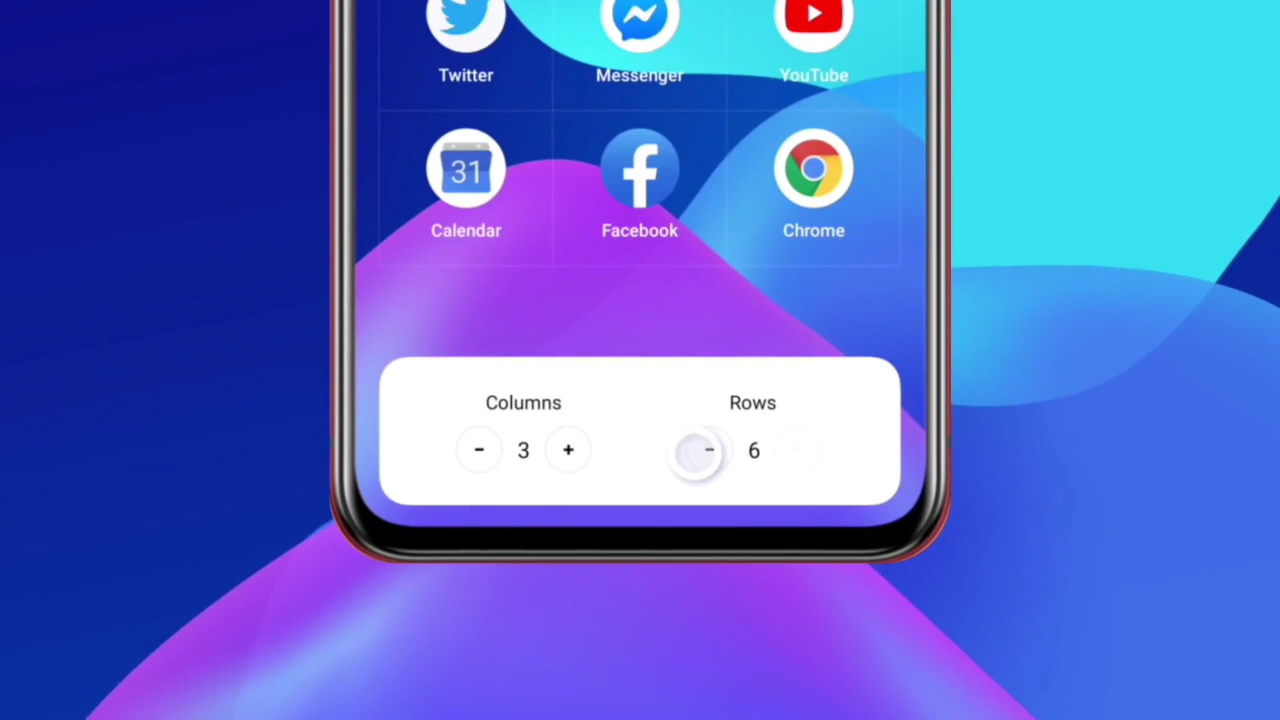 Twitter Messenger YouTube
31
Calendar Facebook Chrome
Columns Rows
- 3 + - 6